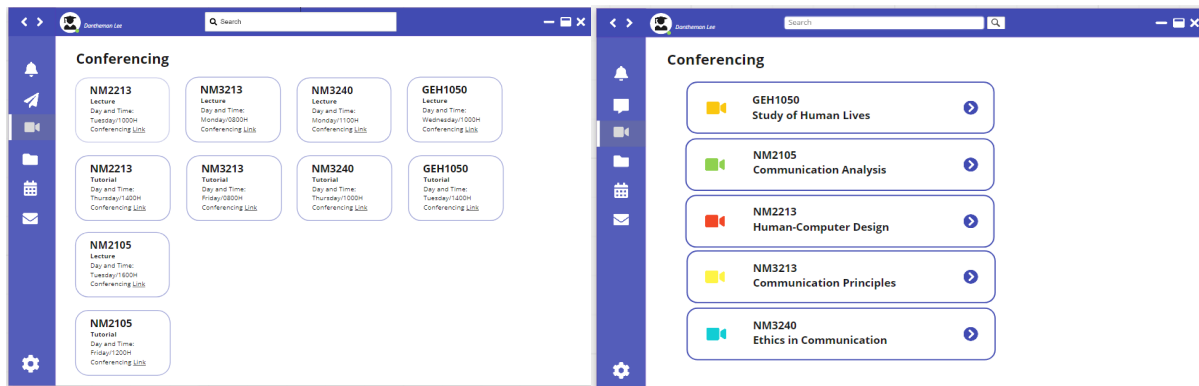 Dantheman Lee
Search
Conferencing
NM2213
Lecture
Day and Time:
Tuesday/1000H
Conferencing Link
NM3213
Lecture
Day and Time:
Monday/0800H
Conferencing Link
NM3240
Lecture
Day and Time:
Monday/1100H
Conferencing Link
GEH1050
Lecture
Day and Time:
Wednesday/1000H
Conferencing Link
NM2213
Tutorial
Day and Time:
Thursday/1400H
Conferencing Link
NM3213
Tutorial
Day and Time:
Friday/0800H
Conferencing Link
NM3240
Tutorial
Day and Time:
Thursday/1000H
Conferencing Link
GEH1050
Tutorial
Day and Time:
Tuesday/1400H
Conferencing Link
NM2105
Lecture
Day and Time:
Tuesday/1600H
Conferencing Link
NM2105
Tutorial
Day and Time:
Friday/1200H
Conferencing Link
Dantheman Lee
Search
Conferencing
GEH1050
Study of Human Lives
NM2105
Communication Analysis
NM2213
Human-Computer Design
NM3213
Communication Principles
NM3240
Ethics in Communication